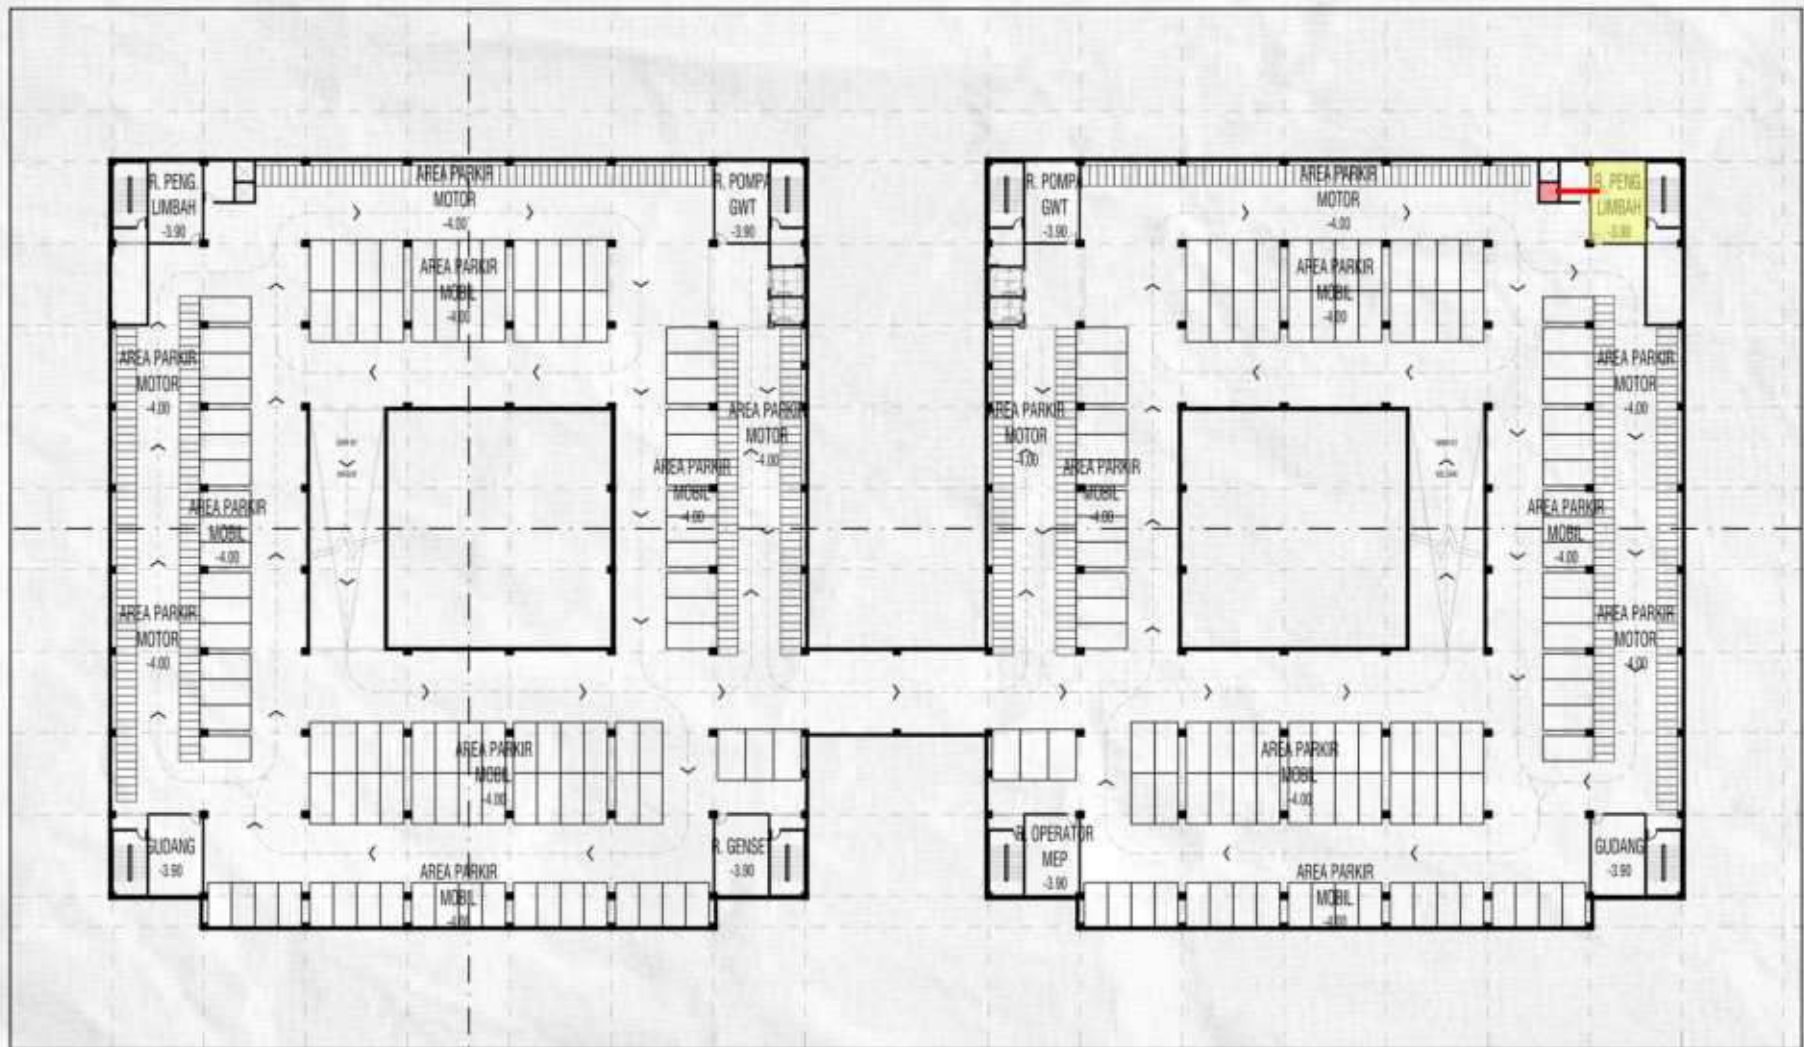 R. PENG.
LIMBAH
-3.90
AREA PARKIR
MOTOR
-4.00
R. POMPA
GWT
-3.90
R. POMPA
GWT
-3.90
AREA PARKIR
MOTOR
-4.00
R. PENG.
LIMBAH
-3.90
AREA PARKIR
MOBIL
-4.00
AREA PARKIR
MOBIL
-4.00
AREA PARKIR
MOTOR
-4.00
AREA PARKIR
MOTOR
-4.00
AREA PARKIR
MOTOR
-4.00
AREA PARKIR
MOTOR
-4.00
AREA PARKIR
MOBIL
-4.00
AREA PARKIR
MOBIL
-4.00
AREA PARKIR
MOBIL
-4.00
AREA PARKIR
MOBIL
-4.00
AREA PARKIR
MOTOR
-4.00
AREA PARKIR
MOTOR
-4.00
AREA PARKIR
MOBIL
-4.00
AREA PARKIR
MOBIL
-4.00
GUDANG
-3.90
R. GENSET
-3.90
R. OPERATOR
MEP
-3.90
GUDANG
-3.90
AREA PARKIR
MOBIL
-4.00
AREA PARKIR
MOBIL
-4.00